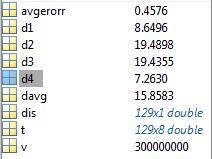 avgerorr 0.4576
d1 8.6496
d2 19.4898
d3 19.4355
d4 7.2630
davg 15.8583
dis 129x1 double
t 129x8 double
v 300000000